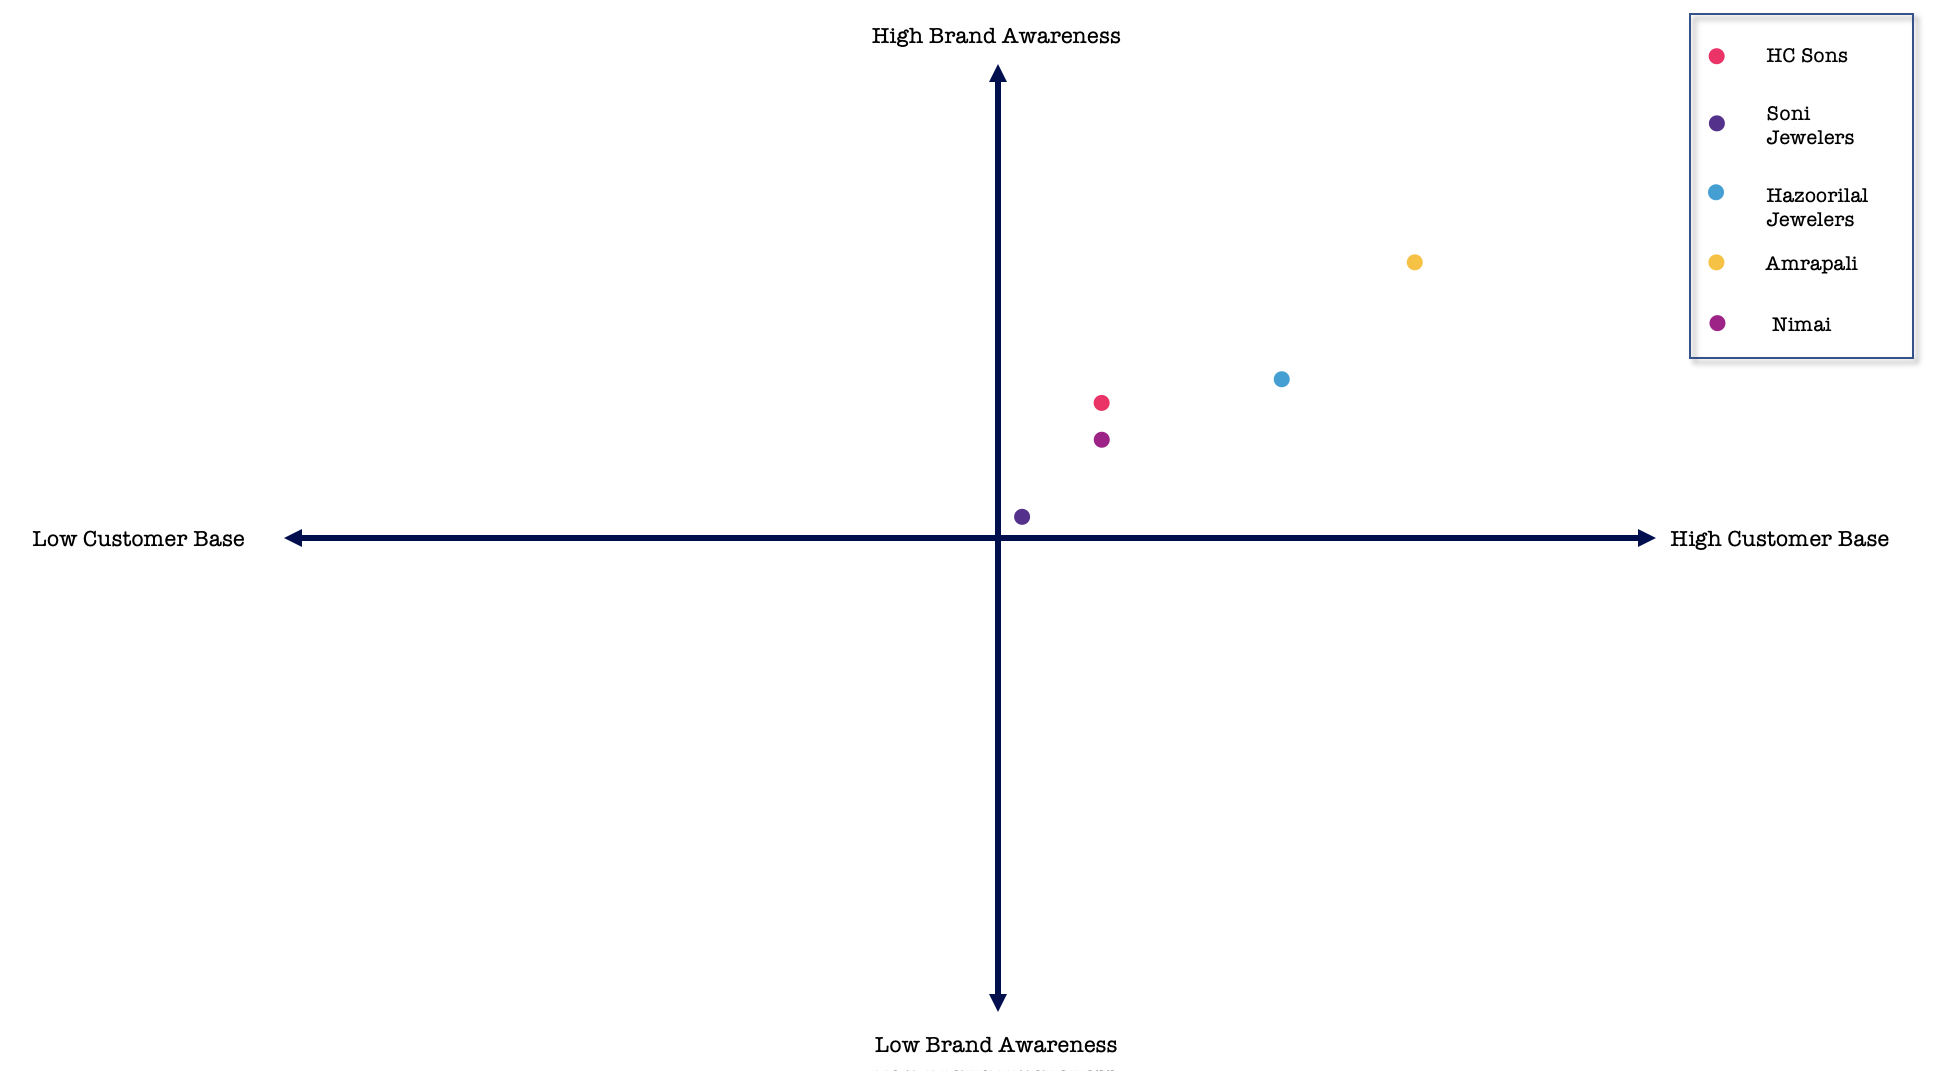 High Brand Awareness
HC Sons
Soni
Jewelers
Hazoorilal
Jewelers
Amrapali
Nimai
Low Customer Base
High Customer Base
Low Brand Awareness